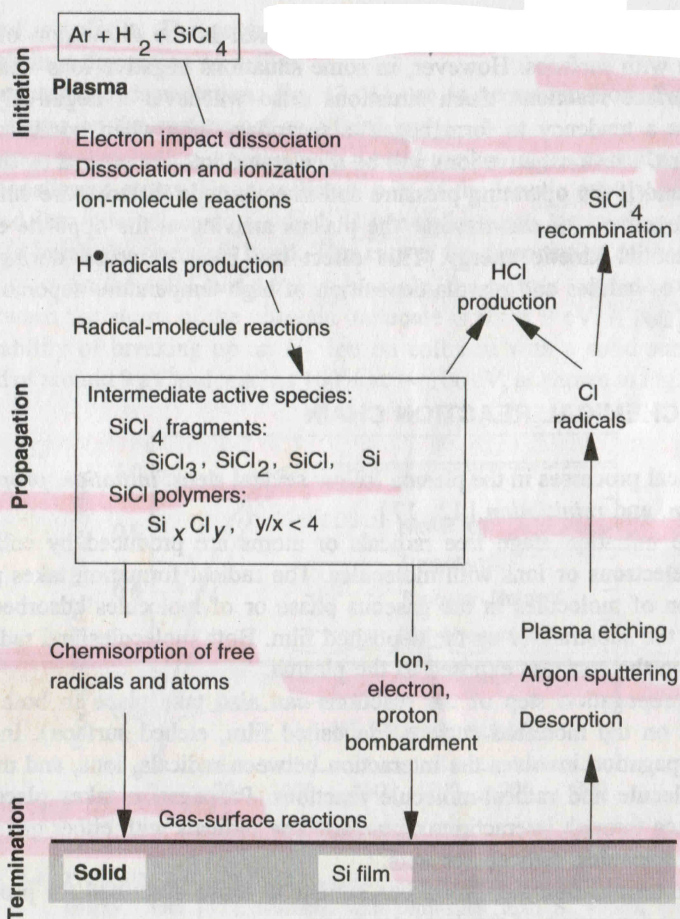 Initiation
Ar + H2 + SiCl4
Plasma
Electron impact dissociation
Dissociation and ionization
Ion-molecule reactions
H• radicals production
Radical-molecule reactions
SiCl4
recombination
HCl
production
Propagation
Intermediate active species:
SiCl4 fragments:
SiCl3, SiCl2, SiCl, Si
SiCl polymers:
SixCly, y/x < 4
Cl
radicals
Chemisorption of free
radicals and atoms
Ion,
electron,
proton
bombardment
Plasma etching
Argon sputtering
Desorption
Termination
Gas-surface reactions
Solid
Si film